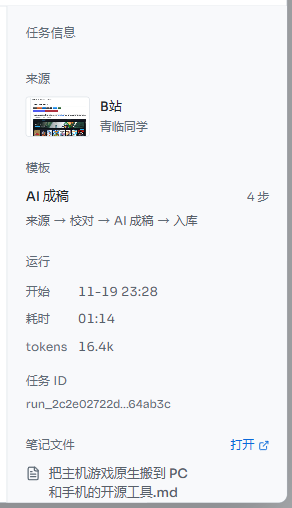 任务信息
来源
B站
青临同学
模板
AI 成稿 4 步
来源 → 校对 → AI 成稿 → 入库
运行
开始 11-19 23:28
耗时 01:14
tokens 16.4k
任务 ID
run_2c2e02722d...64ab3c
笔记文件 打开
把主机游戏原生搬到 PC
和手机的开源工具.md